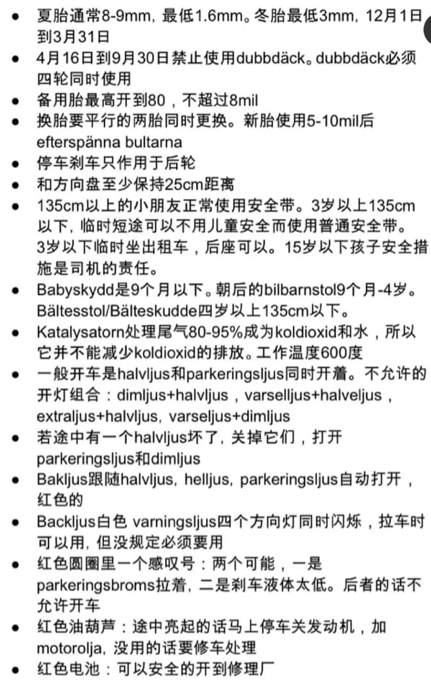 ● 夏胎通常8-9mm, 最低1.6mm。冬胎最低3mm, 12月1日
到3月31日
● 4月16日到9月30日禁止使用dubbdäck。dubbdäck必须
四轮同时使用
● 备用胎最高开到80，不超过8mil
● 换胎要平行的两胎同时更换。新胎使用5-10mil后
efterspänna bultarna
● 停车刹车只作用于后轮
● 和方向盘至少保持25cm距离
● 135cm以上的小朋友正常使用安全带。3岁以上135cm
以下, 临时短途可以不用儿童安全而使用普通安全带。
3岁以下临时坐出租车，后座可以。15岁以下孩子安全措
施是司机的责任。
● Babyskydd是9个月以下。朝后的bilbarnstol9个月-4岁。
Bältesstol/Bälteskudde四岁以上135cm以下。
● Katalysatorn处理尾气80-95%成为koldioxid和水，所以
它并不能减少koldioxid的排放。工作温度600度
● 一般开车是halvljus和parkeringsljus同时开着。不允许的
开灯组合：dimljus+halvljus，varselljus+halveljus，
extraljus+halvljus, varseljus+dimljus
● 若途中有一个halvljus坏了, 关掉它们，打开
parkeringsljus和dimljus
● Bakljus跟随halvljus, helljus, parkeringsljus自动打开，
红色的
● Backljus白色 varningsljus四个方向灯同时闪烁，拉车时
可以用, 但没规定必须要用
● 红色圆圈里一个感叹号：两个可能，一是
parkeringsbroms拉着, 二是刹车液体太低。后者的话不
允许开车
● 红色油葫芦：途中亮起的话马上停车关发动机，加
motorolja, 没用的话要修车处理
● 红色电池：可以安全的开到修理厂